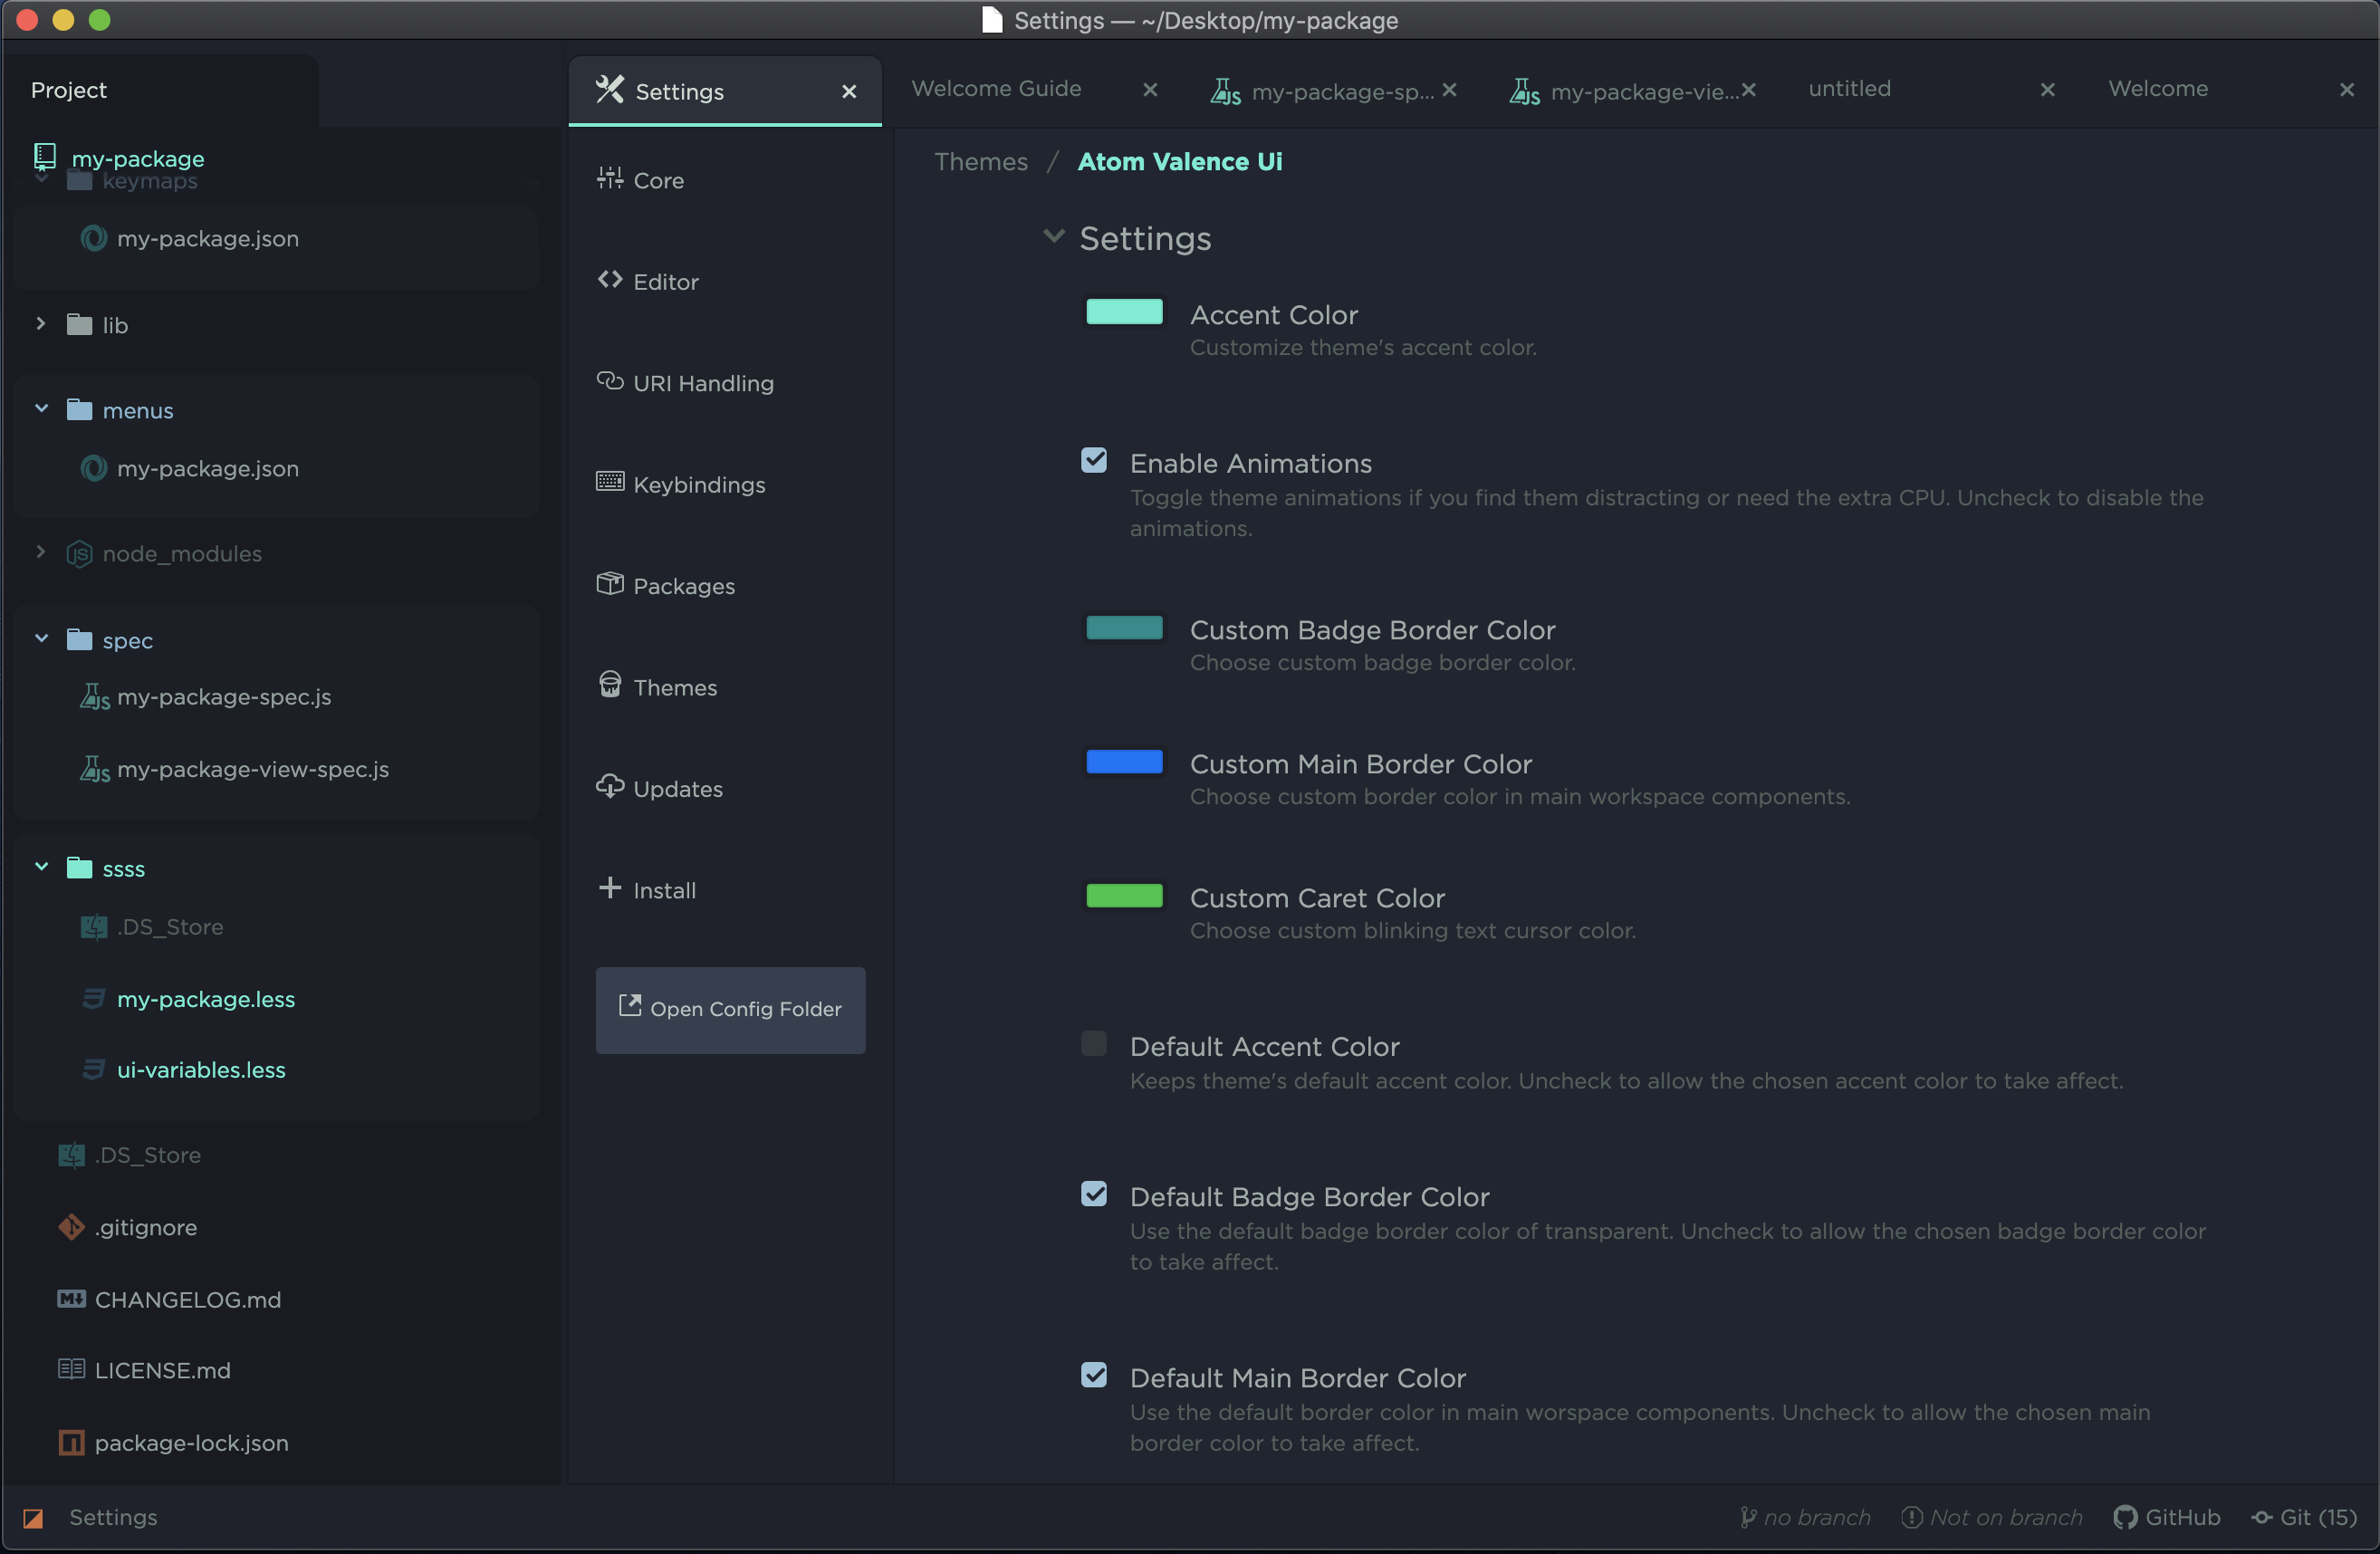 Settings — ~/Desktop/my-package
Project
my-package
keymaps
my-package.json
lib
menus
my-package.json
node_modules
spec
my-package-spec.js
my-package-view-spec.js
ssss
.DS_Store
my-package.less
ui-variables.less
.DS_Store
.gitignore
CHANGELOG.md
LICENSE.md
package-lock.json
Settings
Welcome Guide
my-package-sp...
my-package-vie...
untitled
Welcome
Core
Editor
URI Handling
Keybindings
Packages
Themes
Updates
Install
Open Config Folder
Themes / Atom Valence Ui
Settings
Accent Color
Customize theme's accent color.
Enable Animations
Toggle theme animations if you find them distracting or need the extra CPU. Uncheck to disable the
animations.
Custom Badge Border Color
Choose custom badge border color.
Custom Main Border Color
Choose custom border color in main workspace components.
Custom Caret Color
Choose custom blinking text cursor color.
Default Accent Color
Keeps theme's default accent color. Uncheck to allow the chosen accent color to take affect.
Default Badge Border Color
Use the default badge border color of transparent. Uncheck to allow the chosen badge border color
to take affect.
Default Main Border Color
Use the default border color in main worspace components. Uncheck to allow the chosen main
border color to take affect.
Settings
no branch
Not on branch
GitHub
Git (15)